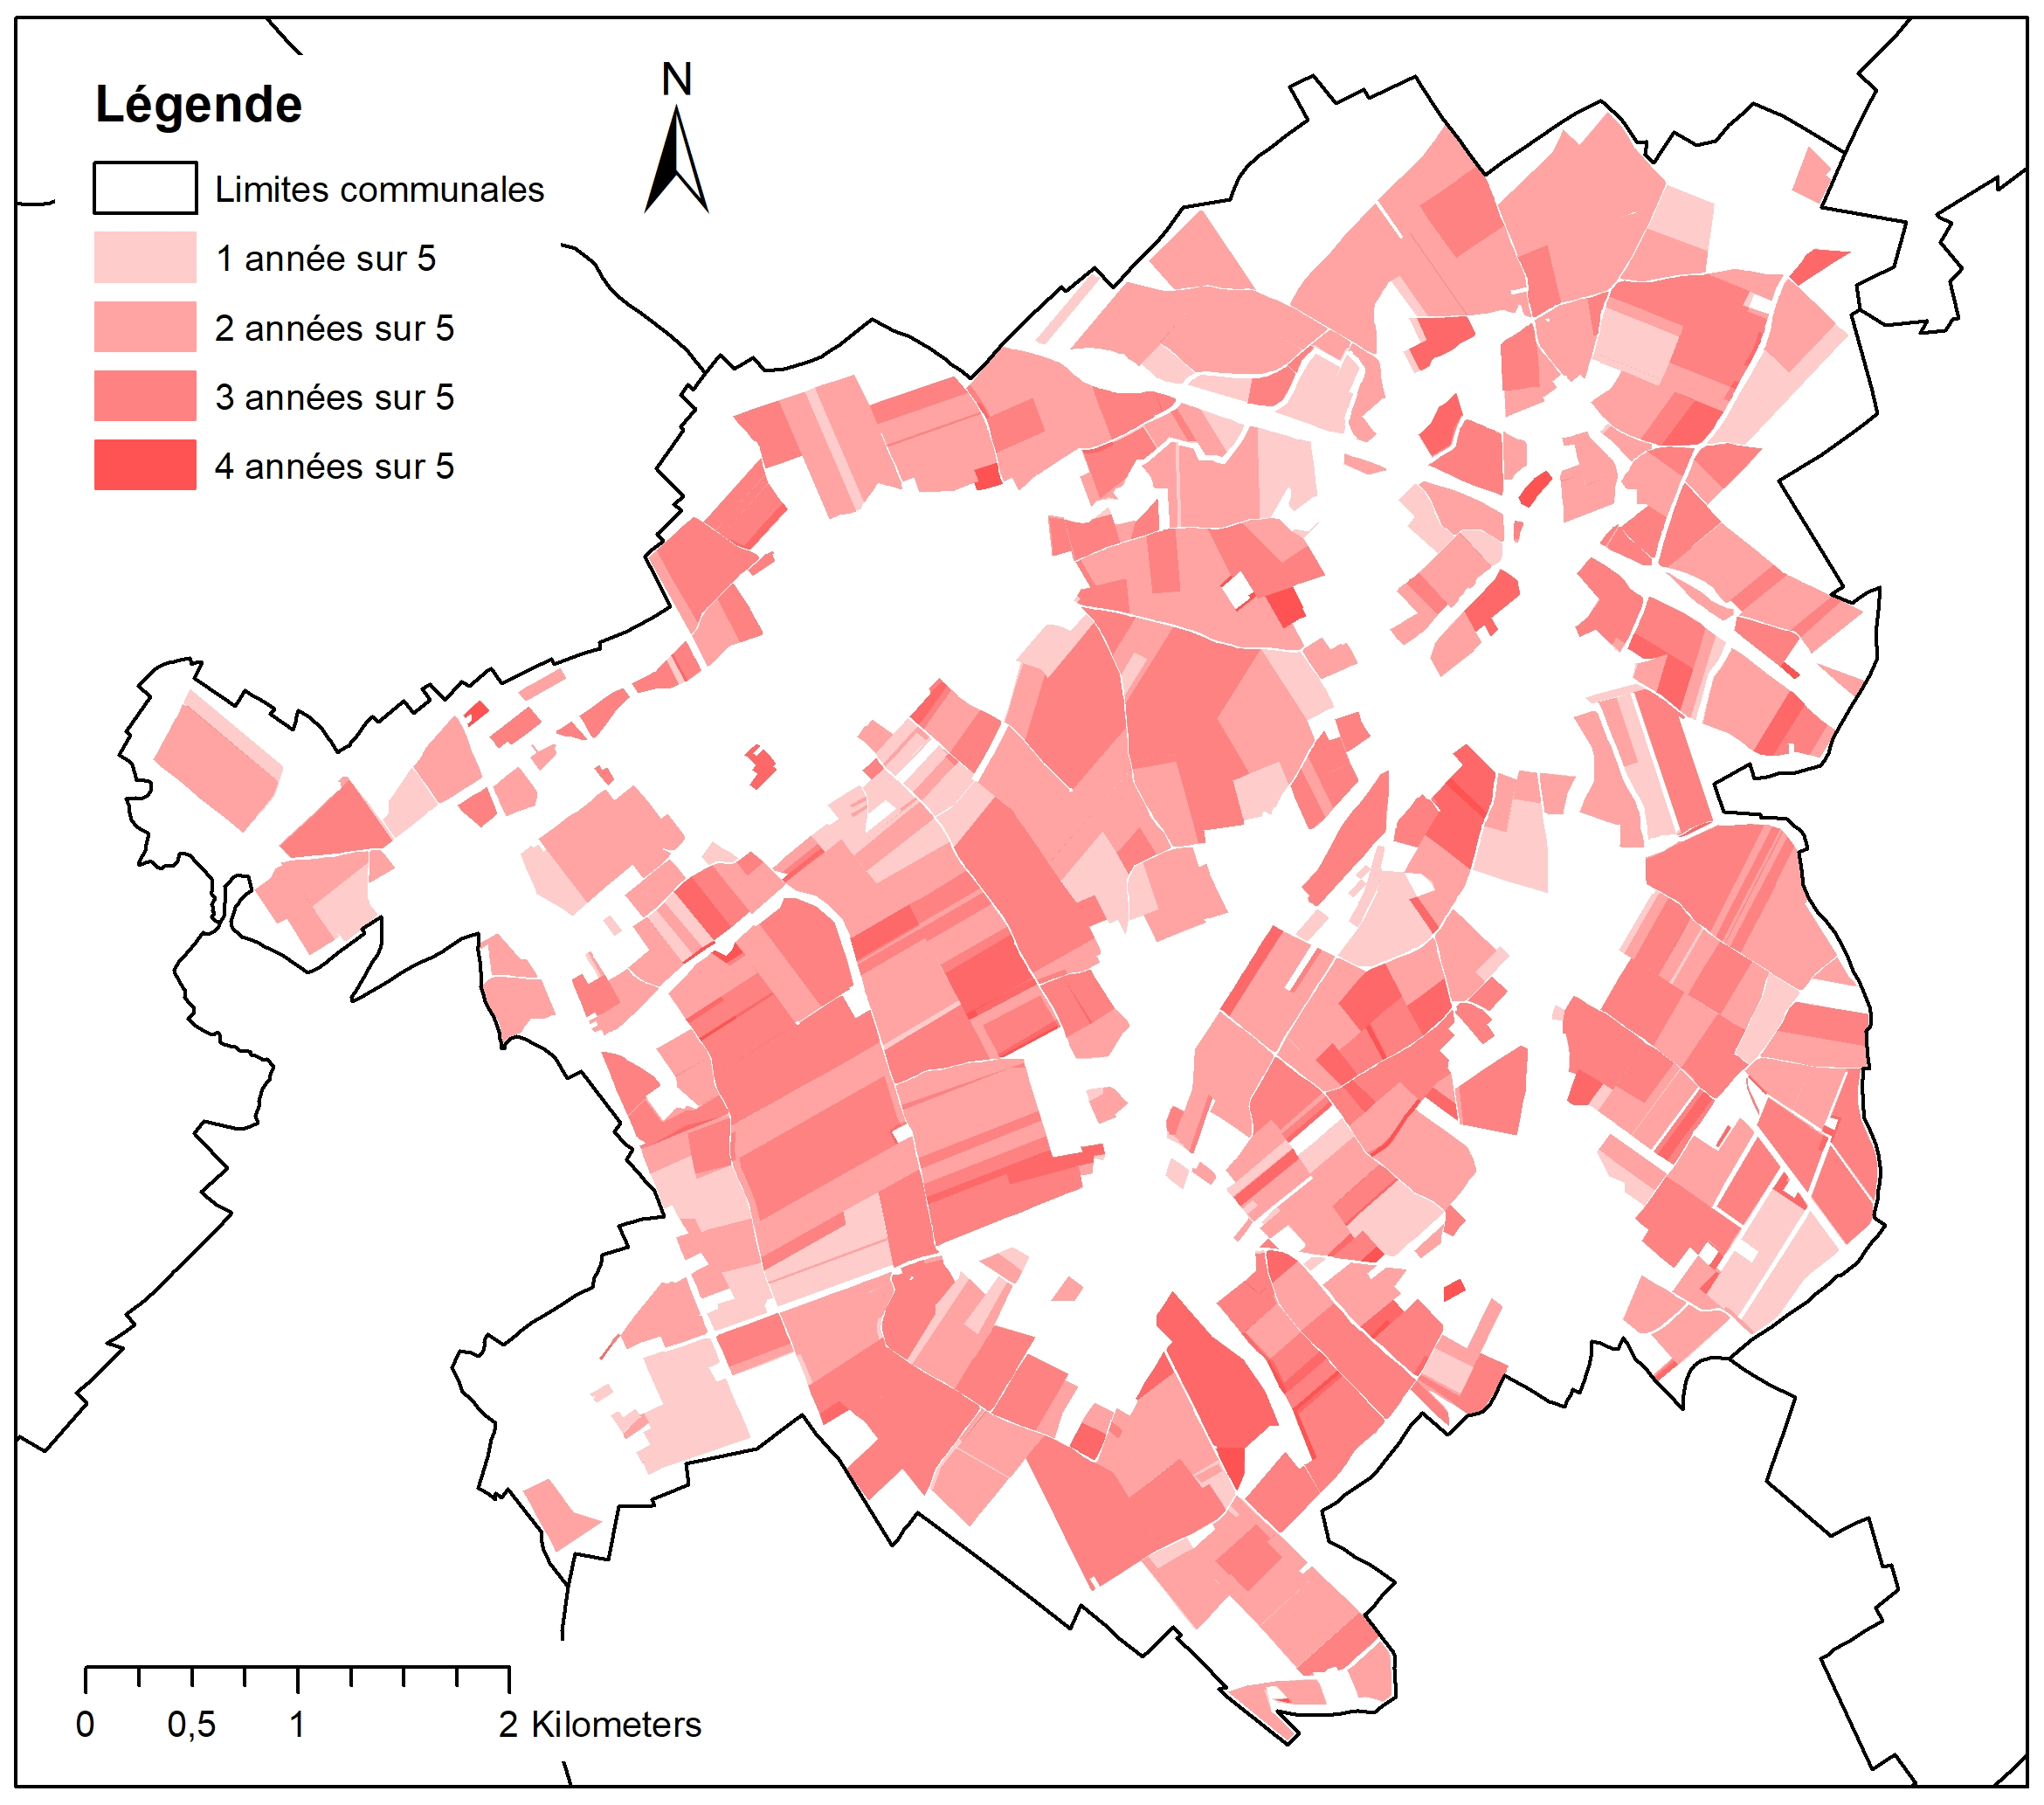 N
Légende
Limites communales
1 année sur 5
2 années sur 5
3 années sur 5
4 années sur 5
0 0,5 1 2 Kilometers